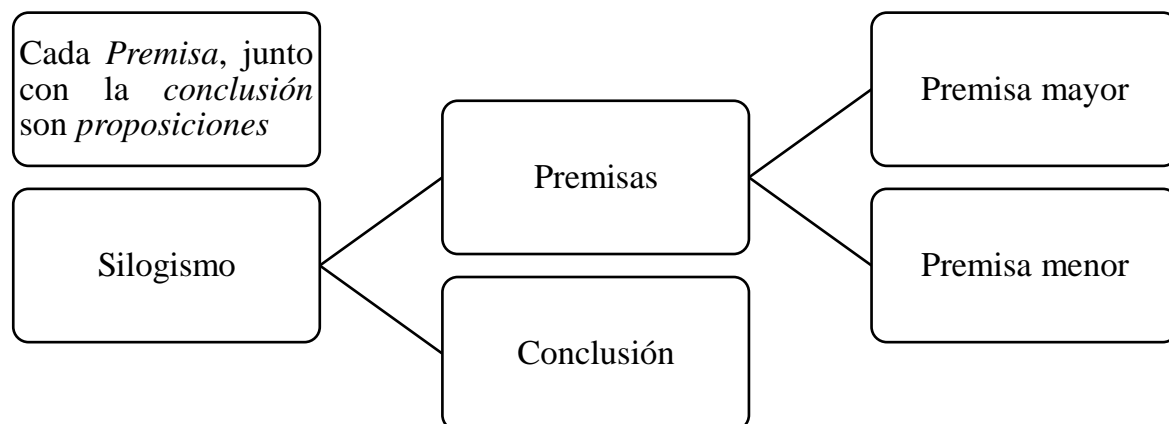 Cada Premisa, junto
con la conclusión
son proposiciones
Silogismo
Premisas
Conclusión
Premisa mayor
Premisa menor